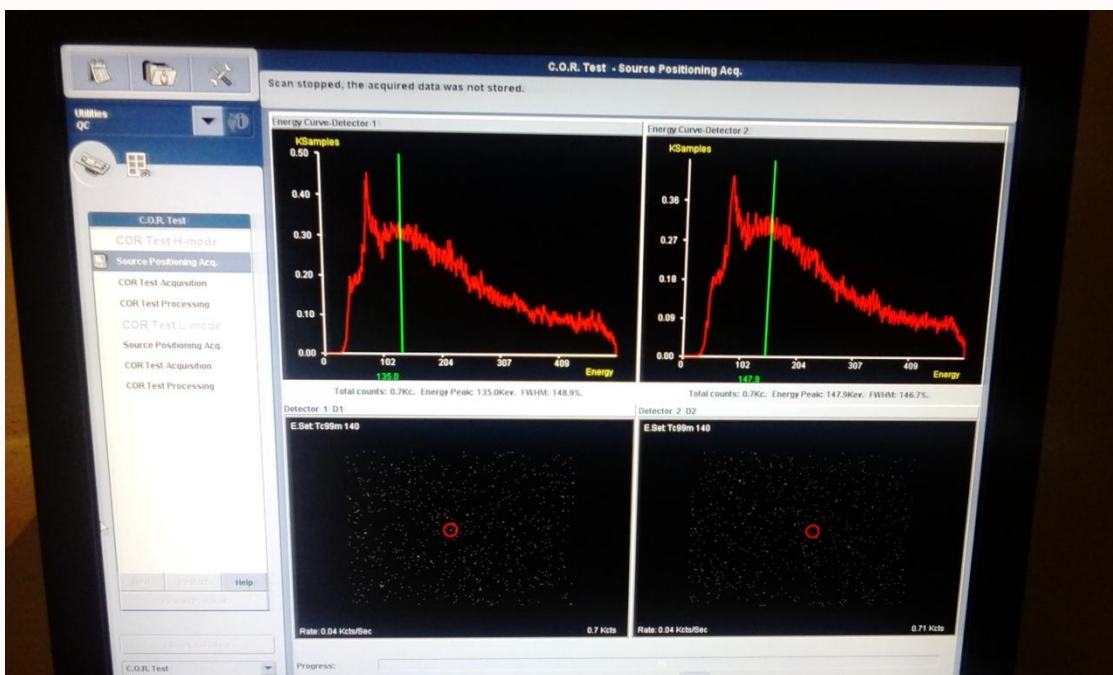 C.O.R. Test - Source Positioning Acq.
Scan stopped, the acquired data was not stored.
Utilities
QC
C.O.R. Test
COR Test H-mode
Source Positioning Acq.
COR Test Acquisition
COR Test Processing
COR Test L mode
Source Positioning Acq.
COR Test Acquisition
COR Test Processing
Help
C.O.R. Test
Energy Curve-Detector 1
KSamples
0.50
0.40
0.30
0.20
0.10
0.00
0 102 204 307 409 Energy
135.0
Total counts: 0.7Kc. Energy Peak: 135.0Kev. FWHM: 148.9%.
Energy Curve-Detector 2
KSamples
0.36
0.27
0.18
0.09
0.00
0 102 204 307 409 Energy
147.9
Total counts: 0.7Kc. Energy Peak: 147.9Kev. FWHM: 146.7%.
Detector 1 D1
E.Set Tc99m 140
Rate: 0.04 Kcts/Sec 0.7 Kcts
Detector 2 D2
E.Set Tc99m 140
Rate: 0.04 Kcts/Sec 0.71 Kcts
Progress: